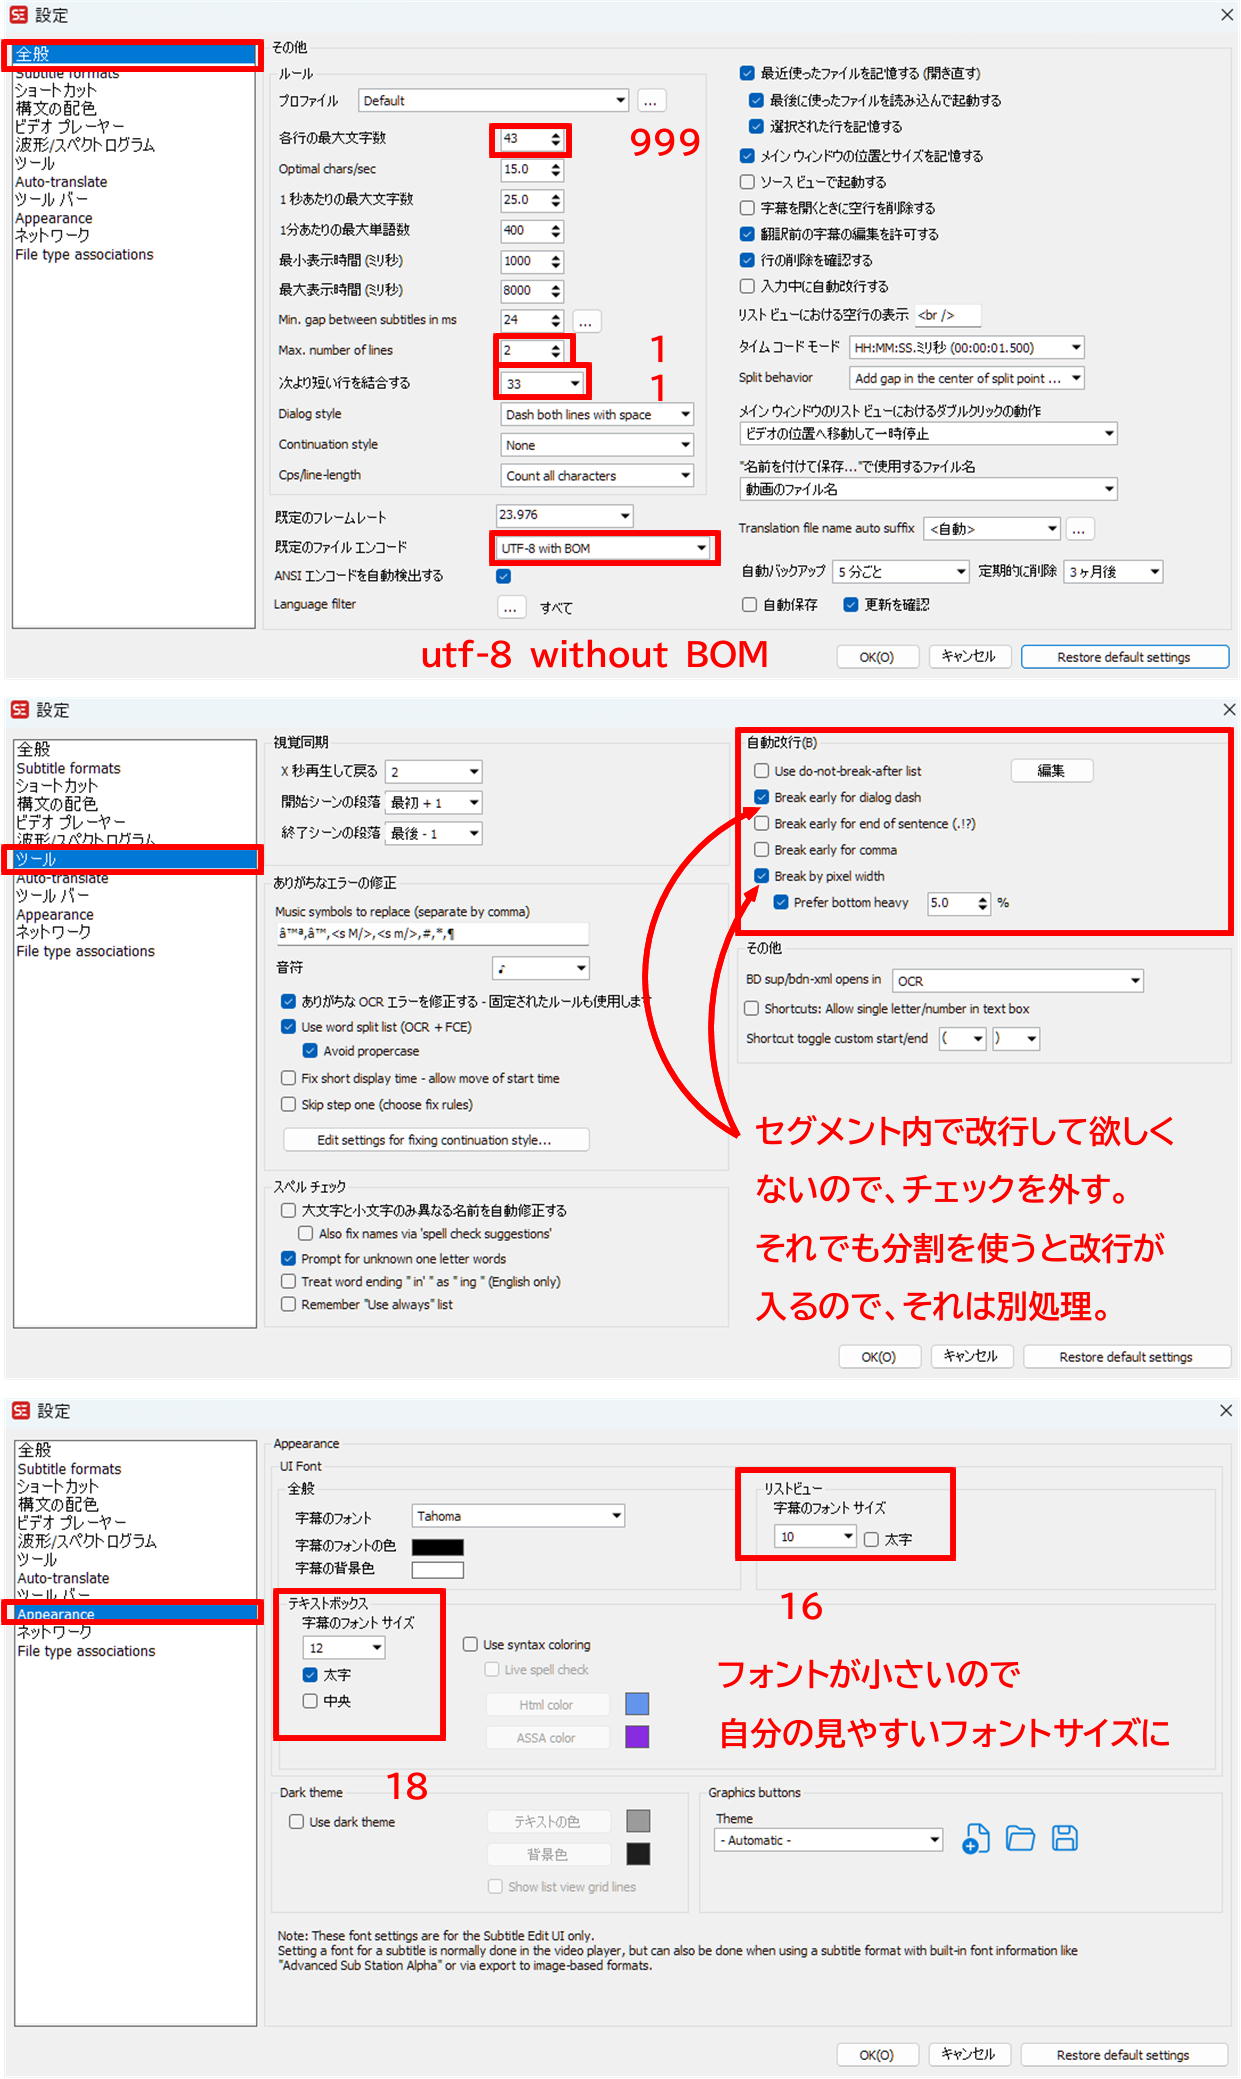 SE 設定
全般
Subtitle formats
ショートカット
構文の配色
ビデオ プレーヤー
波形/スペクトログラム
ツール
Auto-translate
ツール バー
Appearance
ネットワーク
File type associations
その他
ルール
プロファイル Default ...
各行の最大文字数 43 999
Optimal chars/sec 15.0
1 秒あたりの最大文字数 25.0
1分あたりの最大単語数 400
最小表示時間 (ミリ秒) 1000
最大表示時間 (ミリ秒) 8000
Min. gap between subtitles in ms 24 ...
Max. number of lines 2 1
次より短い行を結合する 33 1
Dialog style Dash both lines with space
Continuation style None
Cps/line-length Count all characters
既定のフレームレート 23.976
既定のファイル エンコード UTF-8 with BOM
ANSI エンコードを自動検出する
Language filter ... すべて
utf-8 without BOM
最近使ったファイルを記憶する (開き直す)
最後に使ったファイルを読み込んで起動する
選択された行を記憶する
メイン ウィンドウの位置とサイズを記憶する
ソース ビューで起動する
字幕を開くときに空行を削除する
翻訳前の字幕の編集を許可する
行の削除を確認する
入力中に自動改行する
リスト ビューにおける空行の表示 <br />
タイム コード モード HH:MM:SS.ミリ秒 (00:00:01.500)
Split behavior Add gap in the center of split point ...
メイン ウィンドウのリスト ビューにおけるダブルクリックの動作
ビデオの位置へ移動して一時停止
"名前を付けて保存..."で使用するファイル名
動画のファイル名
Translation file name auto suffix <自動> ...
自動バックアップ 5 分ごと 定期的に削除 3 ヶ月後
自動保存 更新を確認
OK(O) キャンセル Restore default settings
SE 設定
全般
Subtitle formats
ショートカット
構文の配色
ビデオ プレーヤー
波形/スペクトログラム
ツール
Auto-translate
ツール バー
Appearance
ネットワーク
File type associations
視覚同期
X 秒再生して戻る 2
開始シーンの段落 最初 + 1
終了シーンの段落 最後 - 1
ありがちなエラーの修正
Music symbols to replace (separate by comma)
â™ª,â™,<s M/>,<s m/>,#,*,¶
音符 ♪
ありがちな OCR エラーを修正する - 固定されたルールも使用します
Use word split list (OCR + FCE)
Avoid propercase
Fix short display time - allow move of start time
Skip step one (choose fix rules)
Edit settings for fixing continuation style...
スペル チェック
大文字と小文字のみ異なる名前を自動修正する
Also fix names via 'spell check suggestions'
Prompt for unknown one letter words
Treat word ending " in' " as " ing " (English only)
Remember "Use always" list
自動改行(B)
Use do-not-break-after list 編集
Break early for dialog dash
Break early for end of sentence (.!?)
Break early for comma
Break by pixel width
Prefer bottom heavy 5.0 %
その他
BD sup/bdn-xml opens in OCR
Shortcuts: Allow single letter/number in text box
Shortcut toggle custom start/end ( )
セグメント内で改行して欲しく
ないので、チェックを外す。
それでも分割を使うと改行が
入るので、それは別処理。
OK(O) キャンセル Restore default settings
SE 設定
全般
Subtitle formats
ショートカット
構文の配色
ビデオ プレーヤー
波形/スペクトログラム
ツール
Auto-translate
ツール バー
Appearance
ネットワーク
File type associations
Appearance
UI Font
全般
字幕のフォント Tahoma
字幕のフォントの色
字幕の背景色
リストビュー
字幕のフォント サイズ
10 太字
16
テキストボックス
字幕のフォント サイズ
12
太字
中央
18
Use syntax coloring
Live spell check
Html color
ASSA color
フォントが小さいので
自分の見やすいフォントサイズに
Dark theme
Use dark theme テキストの色
背景色
Show list view grid lines
Graphics buttons
Theme
- Automatic -
Note: These font settings are for the Subtitle Edit UI only.
Setting a font for a subtitle is normally done in the video player, but can also be done when using a subtitle format with built-in font information like
"Advanced Sub Station Alpha" or via export to image-based formats.
OK(O) キャンセル Restore default settings